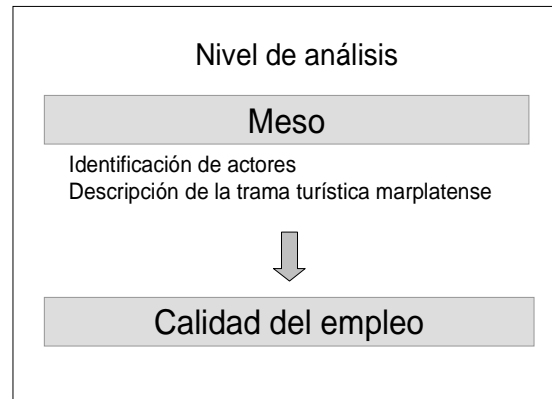 Nivel de análisis
Meso
Identificación de actores
Descripción de la trama turística marplatense
Calidad del empleo